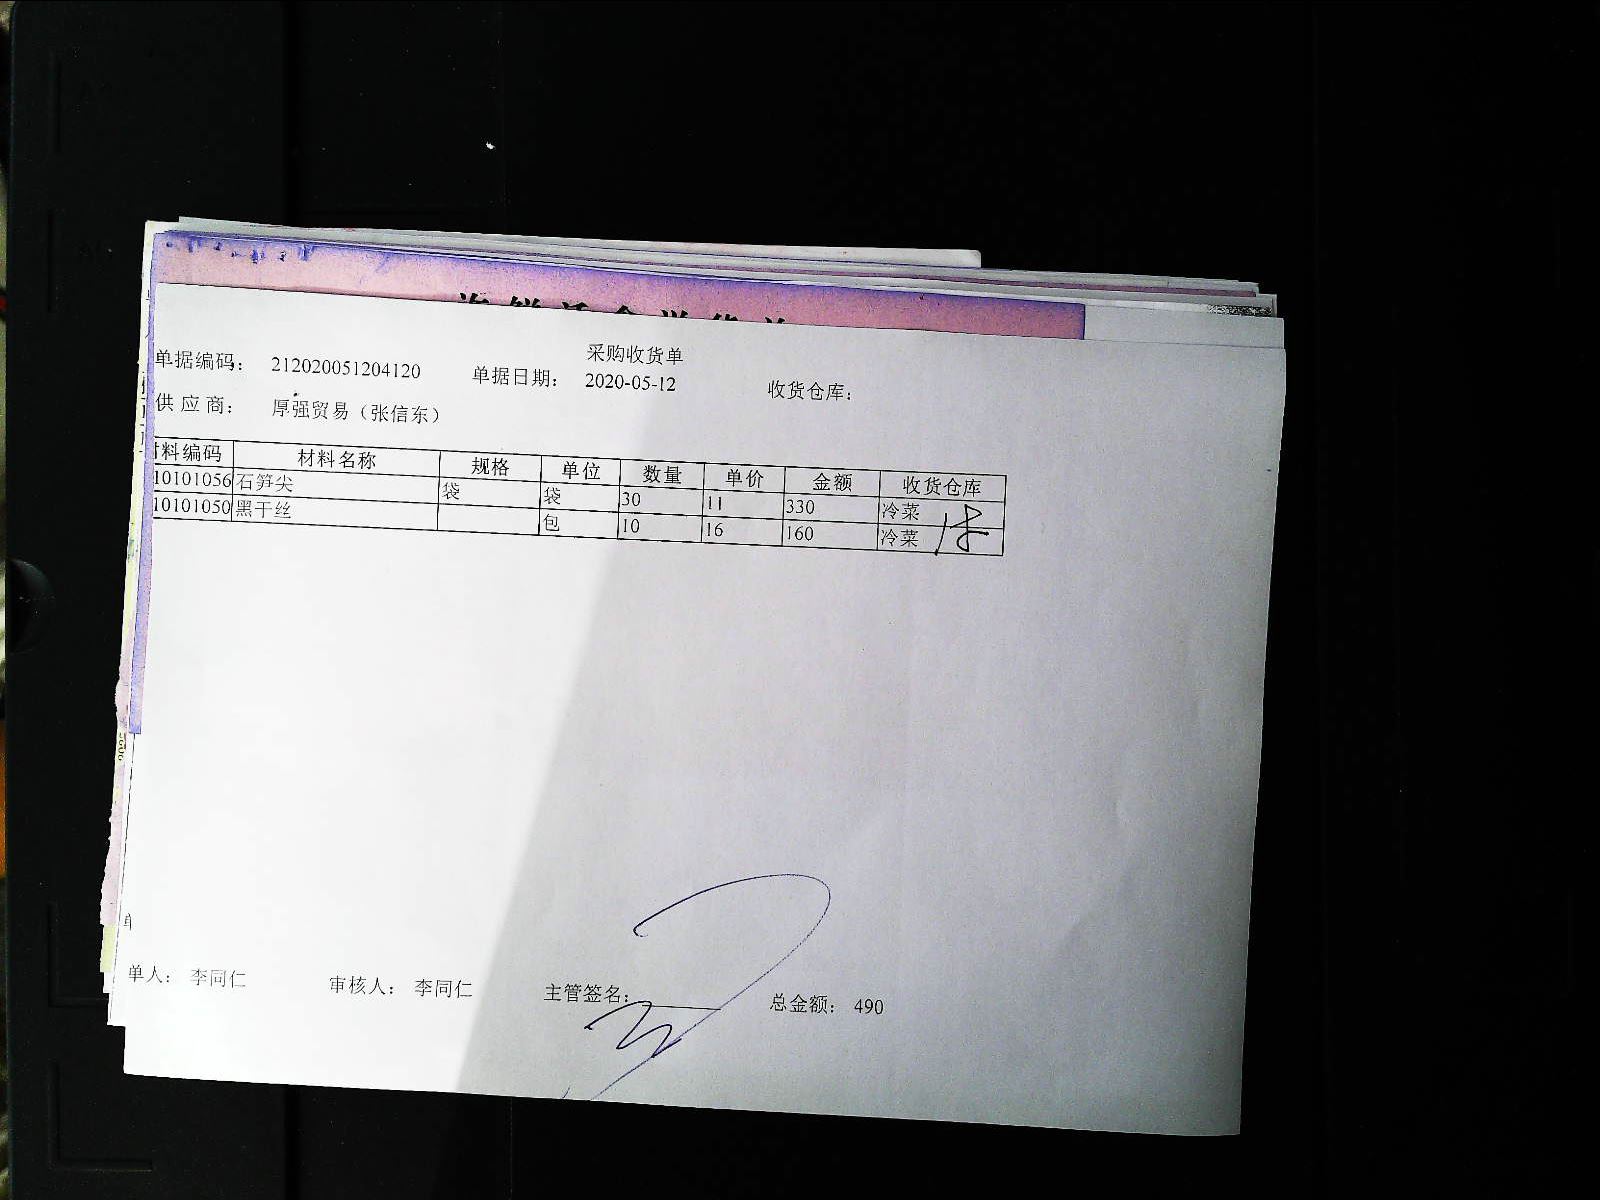 采购收货单
单据编码： 212020051204120 单据日期： 2020-05-12 收货仓库：
供应商： 厚强贸易（张信东）
材料编码 材料名称 规格 单位 数量 单价 金额 收货仓库
10101056 石笋尖 袋 袋 30 11 330 冷菜
10101050 黑干丝 包 10 16 160 冷菜
单人： 李同仁 审核人： 李同仁 主管签名： 总金额： 490